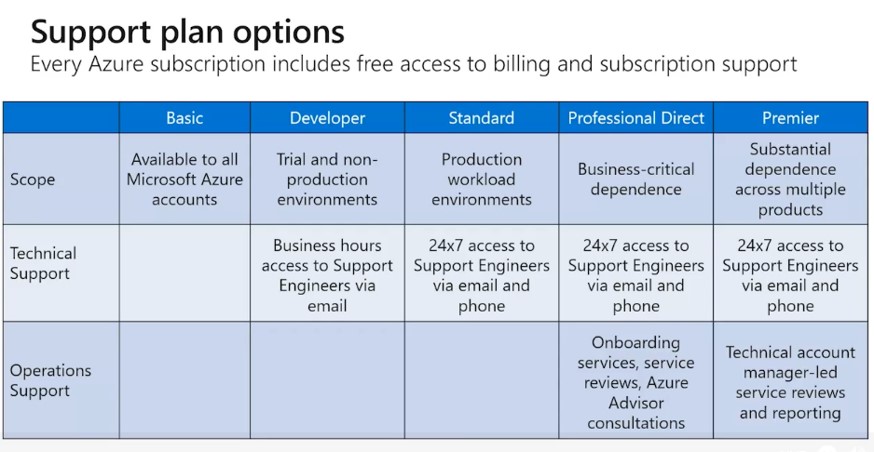 Support plan options
Every Azure subscription includes free access to billing and subscription support
Basic
Developer
Standard
Professional Direct
Premier
Scope
Available to all
Microsoft Azure
accounts
Trial and non-
production
environments
Production
workload
environments
Business-critical
dependence
Substantial
dependence
across multiple
products
Technical
Support
Business hours
access to Support
Engineers via
email
24x7 access to
Support Engineers
via email and
phone
24x7 access to
Support Engineers
via email and
phone
24x7 access to
Support Engineers
via email and
phone
Operations
Support
Onboarding
services, service
reviews, Azure
Advisor
consultations
Technical account
manager-led
service reviews
and reporting